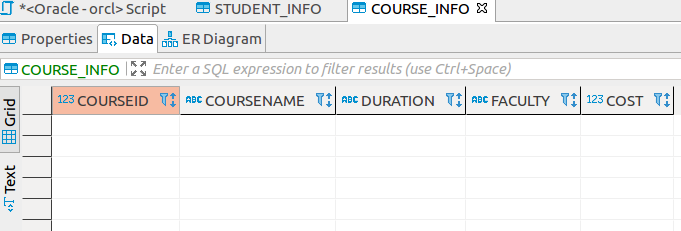 *<Oracle - orcl> Script STUDENT_INFO COURSE_INFO
Properties Data ER Diagram
COURSE_INFO Enter a SQL expression to filter results (use Ctrl+Space)
123 COURSEID ABC COURSENAME ABC DURATION ABC FACULTY 123 COST
Grid
Text